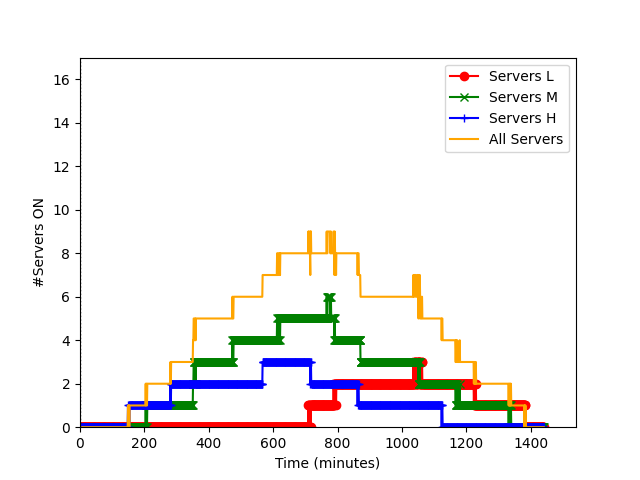 Servers L
Servers M
Servers H
All Servers
16
14
12
10
8
6
4
2
0
#Servers ON
0 200 400 600 800 1000 1200 1400
Time (minutes)